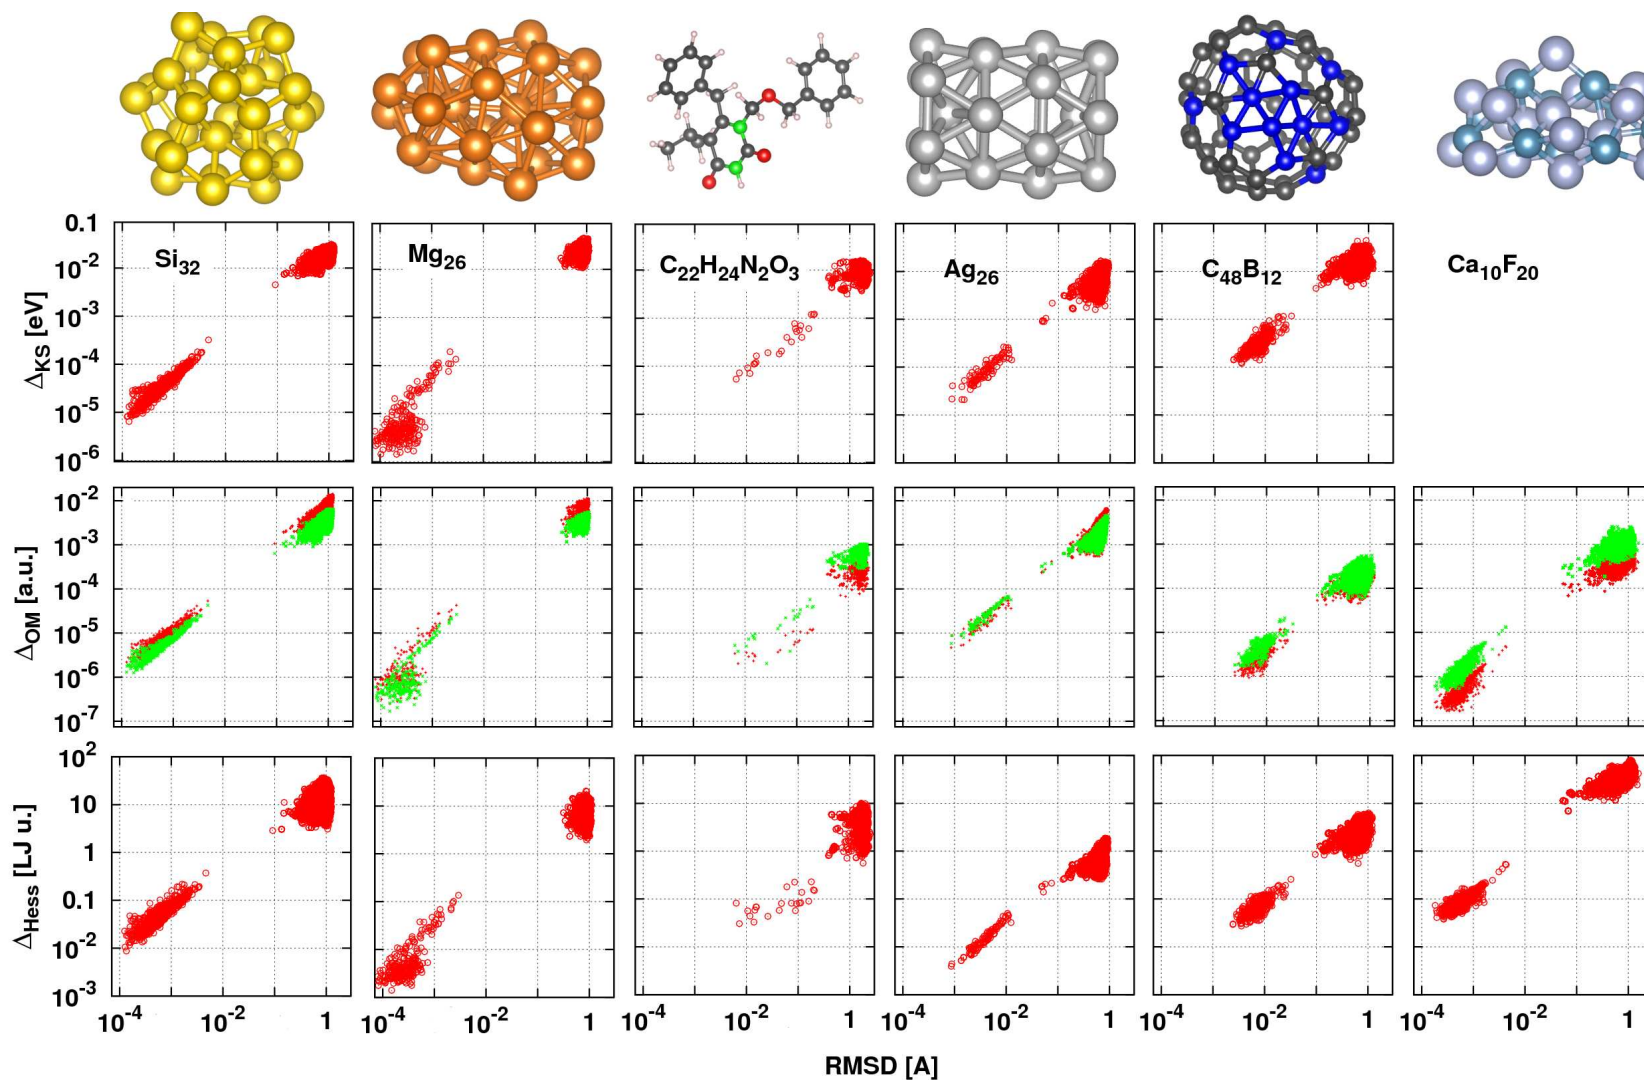 0.1
10⁻²
10⁻³
10⁻⁴
10⁻⁵
10⁻⁶
Δ_KS [eV]
Si₃₂
Mg₂₆
C₂₂H₂₄N₂O₃
Ag₂₆
C₄₈B₁₂
Ca₁₀F₂₀
10⁻²
10⁻³
10⁻⁴
10⁻⁵
10⁻⁶
10⁻⁷
Δ_OM [a.u.]
10²
10
1
0.1
10⁻²
10⁻³
Δ_Hess [LJ u.]
10⁻⁴ 10⁻² 1 10⁻⁴ 10⁻² 1 10⁻⁴ 10⁻² 1 10⁻⁴ 10⁻² 1 10⁻⁴ 10⁻² 1 10⁻⁴ 10⁻² 1
RMSD [A]